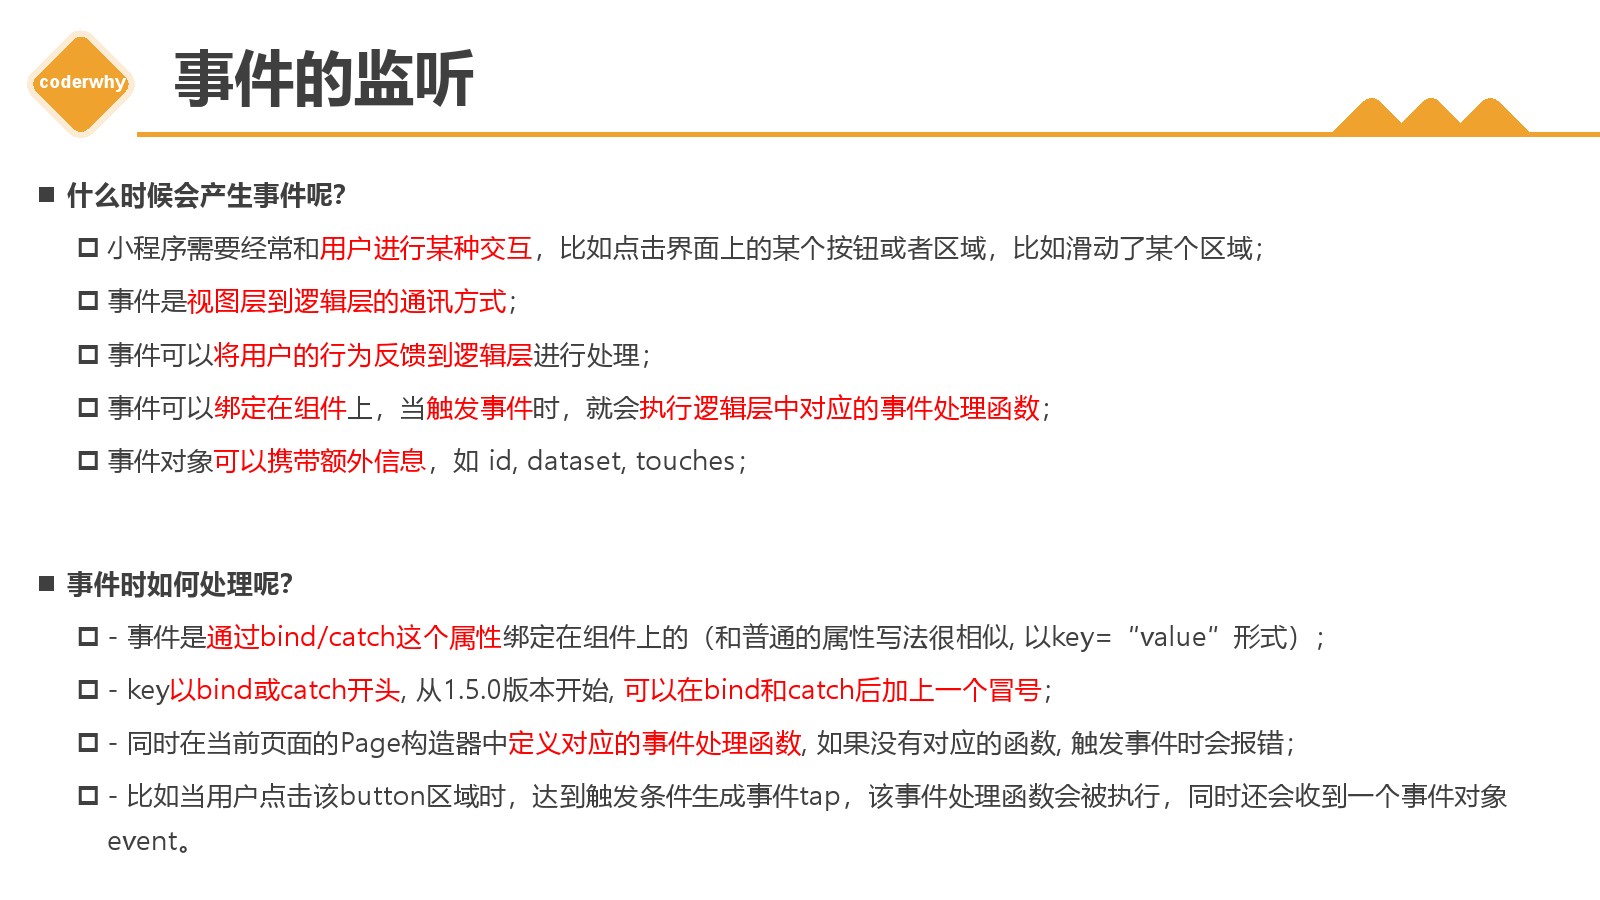 coderwhy
事件的监听
什么时候会产生事件呢?
小程序需要经常和用户进行某种交互，比如点击界面上的某个按钮或者区域，比如滑动了某个区域；
事件是视图层到逻辑层的通讯方式；
事件可以将用户的行为反馈到逻辑层进行处理；
事件可以绑定在组件上，当触发事件时，就会执行逻辑层中对应的事件处理函数；
事件对象可以携带额外信息，如 id, dataset, touches；
事件时如何处理呢?
- 事件是通过bind/catch这个属性绑定在组件上的（和普通的属性写法很相似, 以key=“value”形式）；
- key以bind或catch开头, 从1.5.0版本开始, 可以在bind和catch后加上一个冒号；
- 同时在当前页面的Page构造器中定义对应的事件处理函数, 如果没有对应的函数, 触发事件时会报错；
- 比如当用户点击该button区域时，达到触发条件生成事件tap，该事件处理函数会被执行，同时还会收到一个事件对象
event。